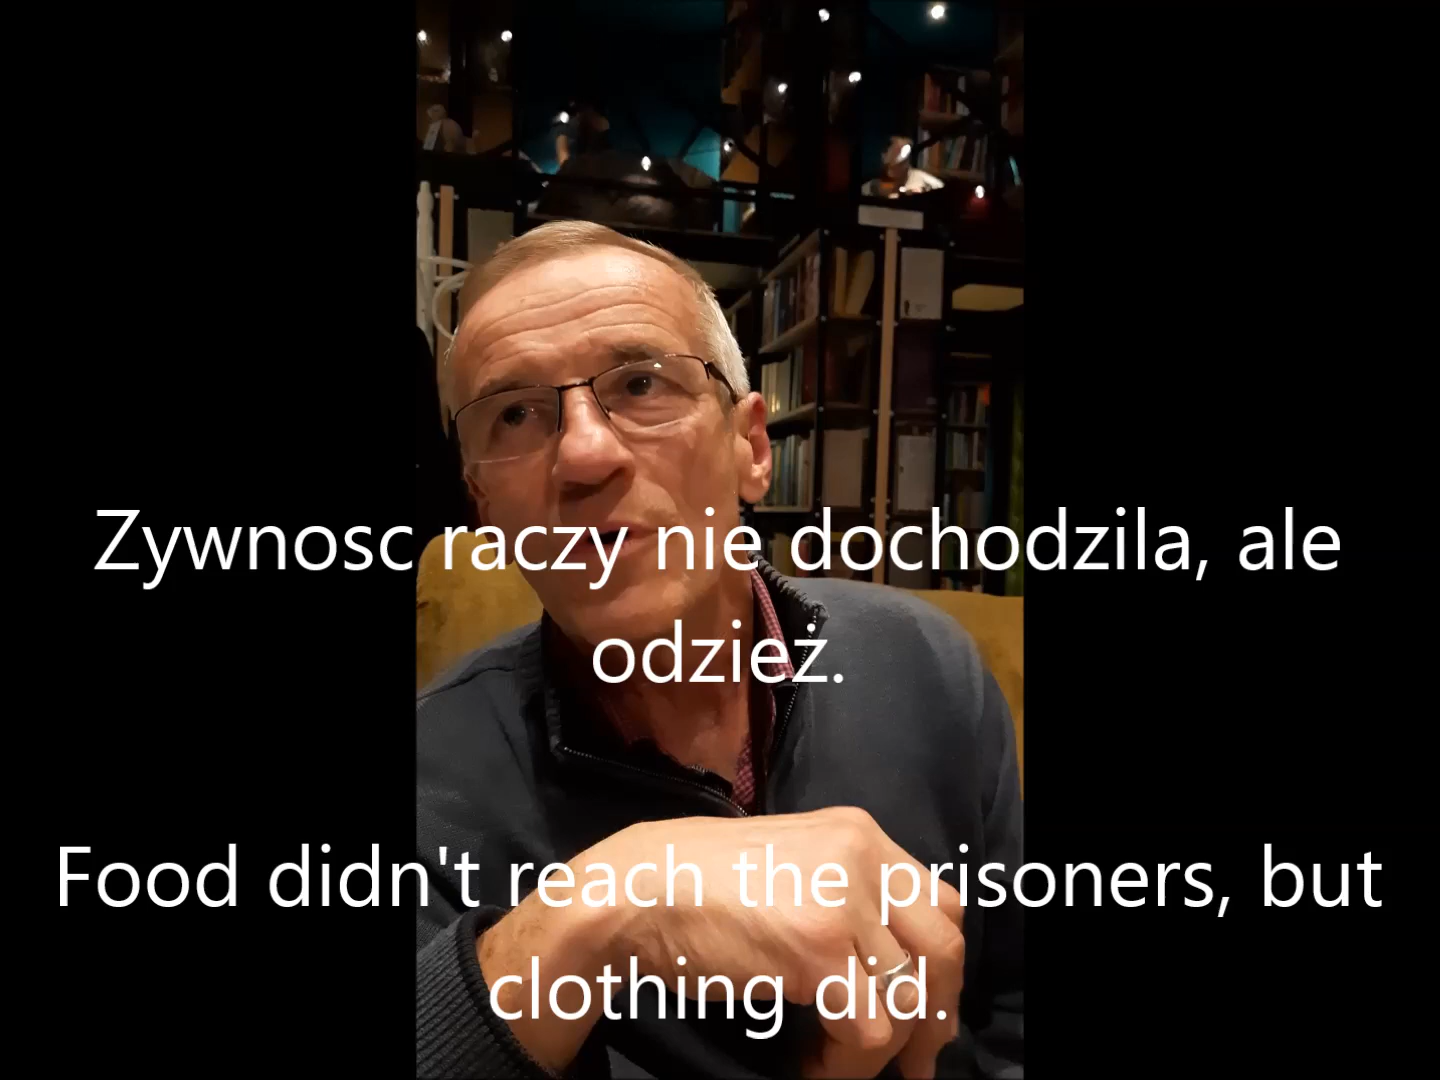 Zywnosc raczy nie dochodzila, ale
odzież.
Food didn't reach the prisoners, but
clothing did.